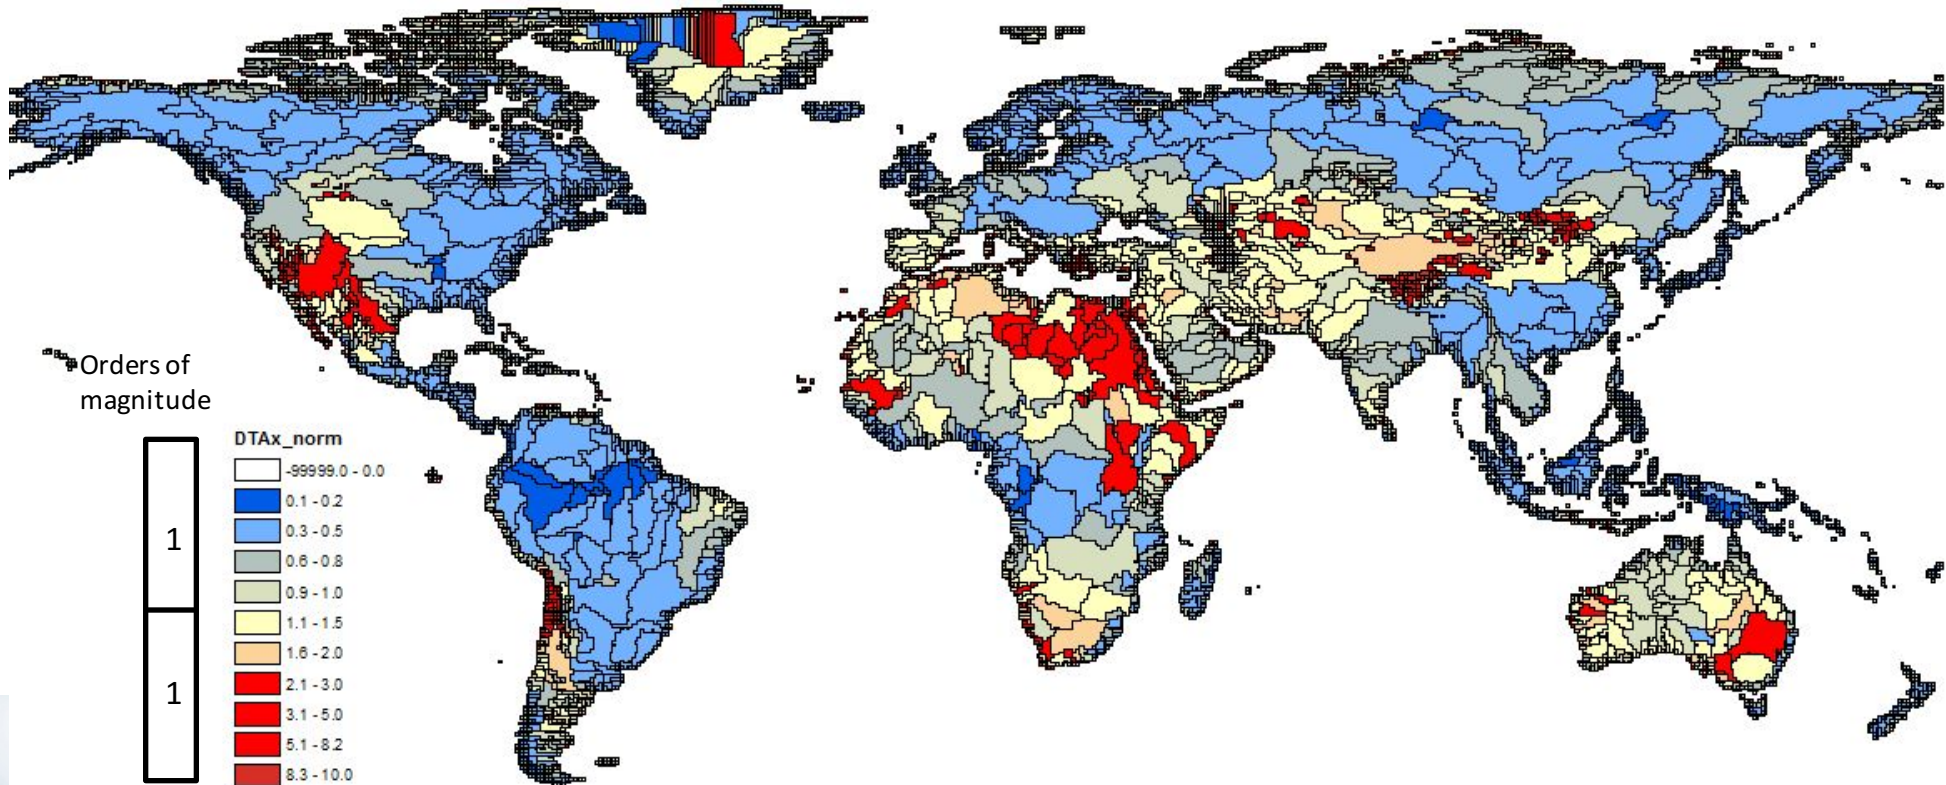 Orders of
magnitude
DTAx_norm
-99999.0 - 0.0
0.1 - 0.2
0.3 - 0.5
0.6 - 0.8
0.9 - 1.0
1.1 - 1.5
1.6 - 2.0
2.1 - 3.0
3.1 - 5.0
5.1 - 8.2
8.3 - 10.0
1
1